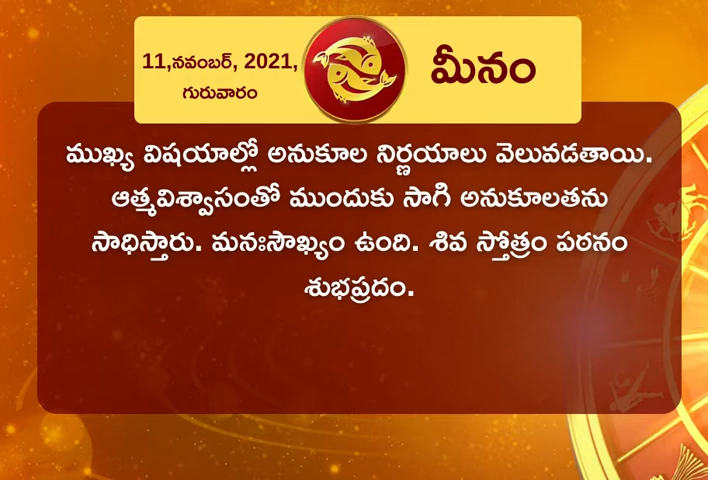 11,నవంబర్, 2021,
గురువారం
మీనం
ముఖ్య విషయాల్లో అనుకూల నిర్ణయాలు వెలువడతాయి.
ఆత్మవిశ్వాసంతో ముందుకు సాగి అనుకూలతను
సాధిస్తారు. మనఃసౌఖ్యం ఉంది. శివ స్తోత్రం పఠనం
శుభప్రదం.